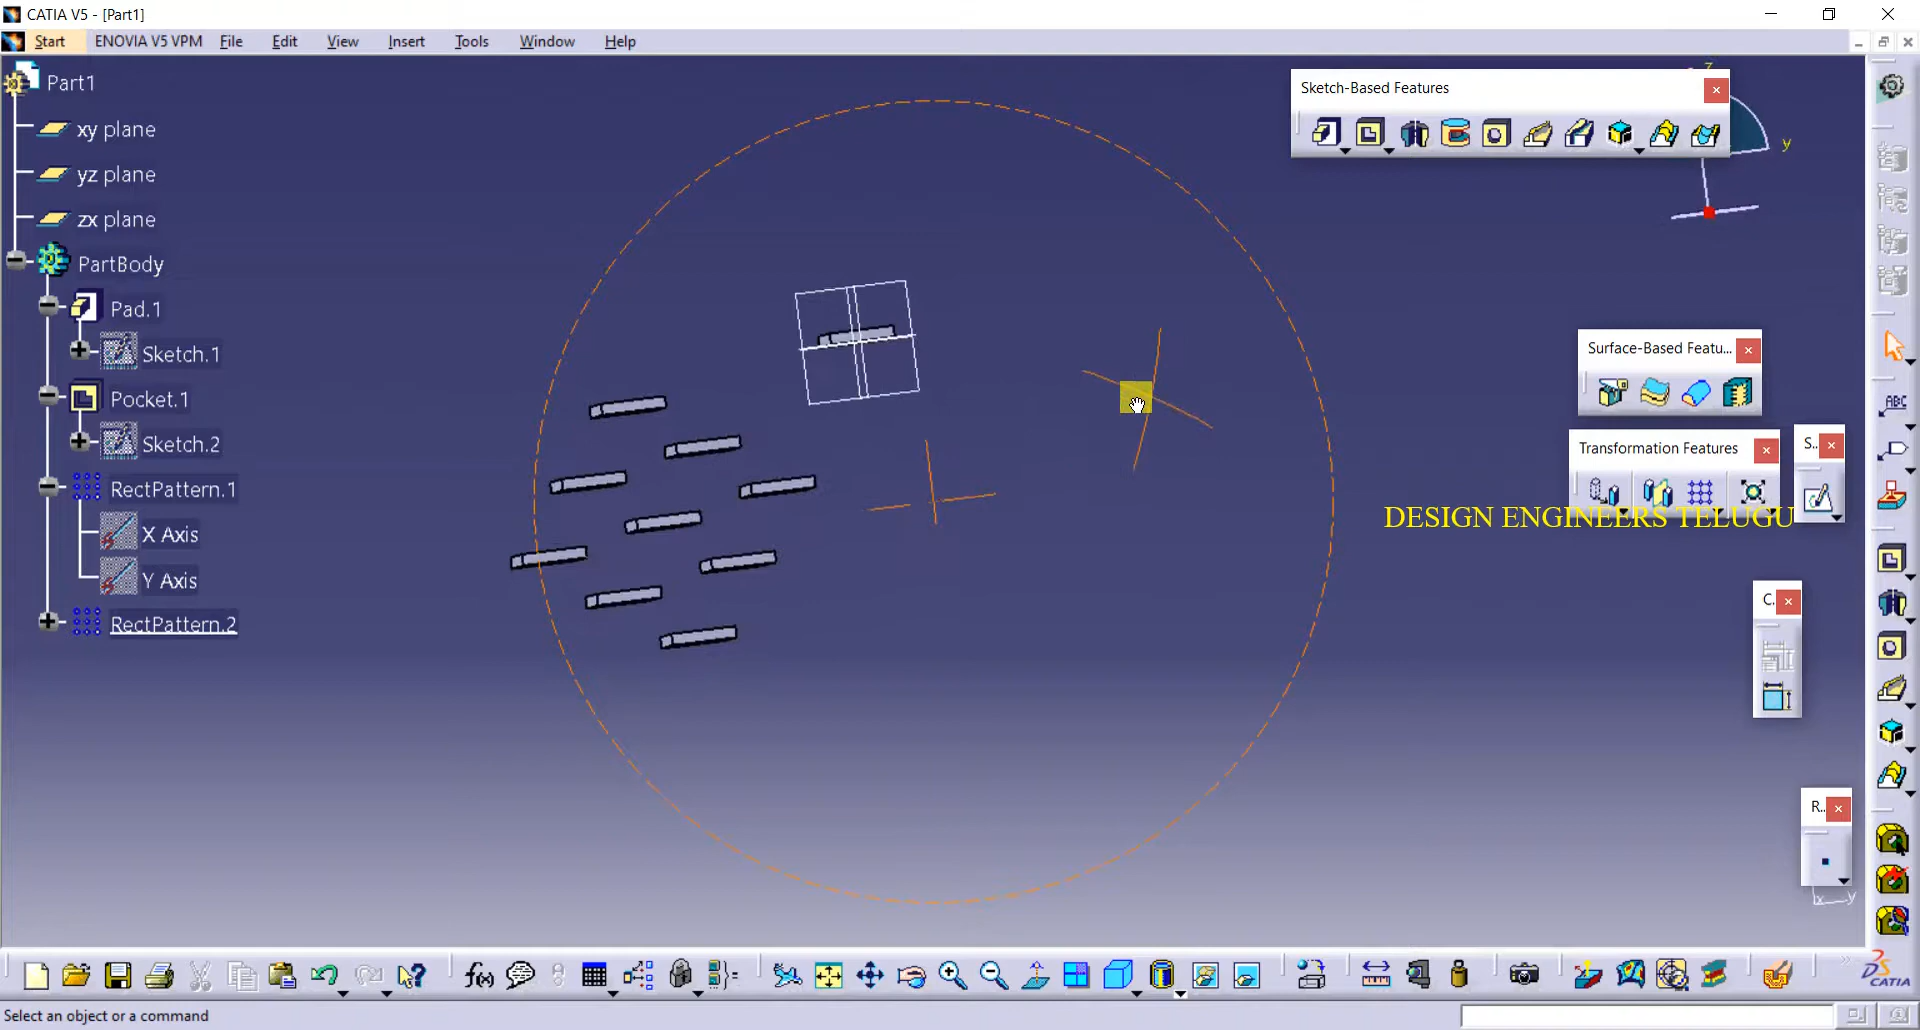 CATIA V5 - [Part1]
Start ENOVIA V5 VPM File Edit View Insert Tools Window Help
Part1
xy plane
yz plane
zx plane
PartBody
Pad.1
Sketch.1
Pocket.1
Sketch.2
RectPattern.1
X Axis
Y Axis
RectPattern.2
Sketch-Based Features
z
y
Surface-Based Featu...
Transformation Features
S..
DESIGN ENGINEERS TELUGU
C.
R..
x y
ABC
f(x)
CATIA
Select an object or a command